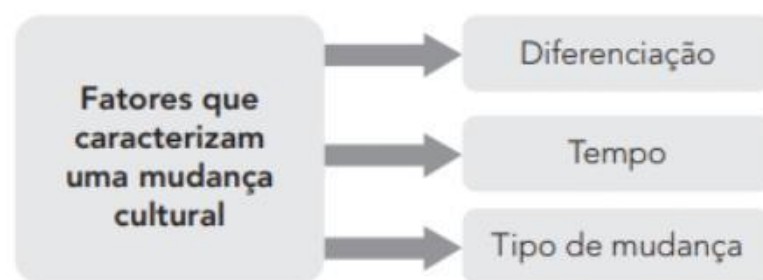 Fatores que
caracterizam
uma mudança
cultural
Diferenciação
Tempo
Tipo de mudança